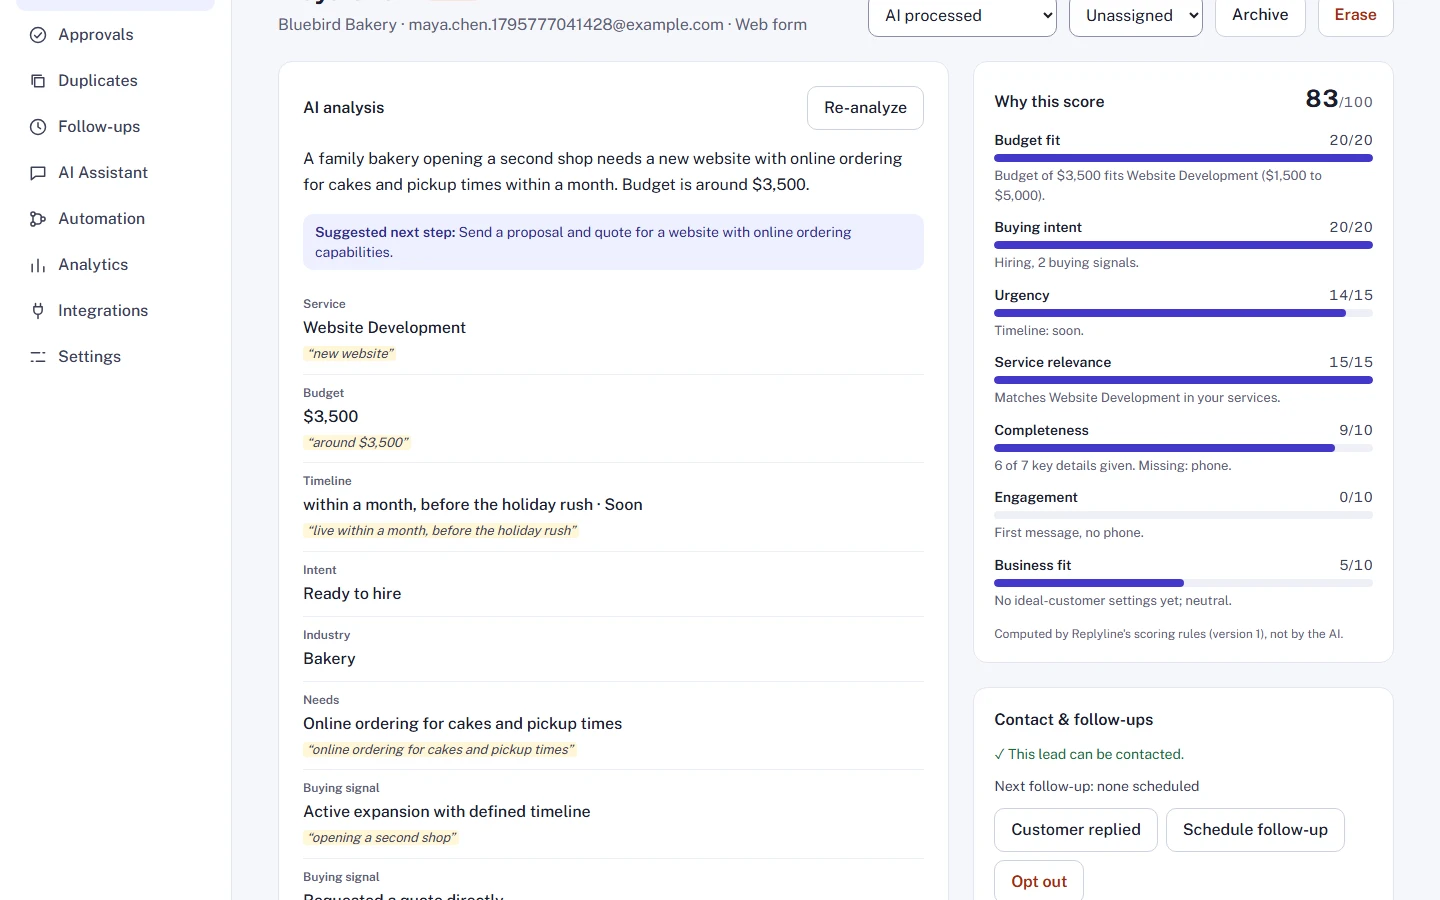 Bluebird Bakery · maya.chen.1795777041428@example.com · Web form
AI processed
Unassigned
Archive
Erase
Approvals
Duplicates
Follow-ups
AI Assistant
Automation
Analytics
Integrations
Settings
AI analysis
Re-analyze
A family bakery opening a second shop needs a new website with online ordering
for cakes and pickup times within a month. Budget is around $3,500.
Suggested next step: Send a proposal and quote for a website with online ordering
capabilities.
Service
Website Development
“new website”
Budget
$3,500
“around $3,500”
Timeline
within a month, before the holiday rush · Soon
“live within a month, before the holiday rush”
Intent
Ready to hire
Industry
Bakery
Needs
Online ordering for cakes and pickup times
“online ordering for cakes and pickup times”
Buying signal
Active expansion with defined timeline
“opening a second shop”
Buying signal
Requested a quote directly
Why this score
83/100
Budget fit 20/20
Budget of $3,500 fits Website Development ($1,500 to
$5,000).
Buying intent 20/20
Hiring, 2 buying signals.
Urgency 14/15
Timeline: soon.
Service relevance 15/15
Matches Website Development in your services.
Completeness 9/10
6 of 7 key details given. Missing: phone.
Engagement 0/10
First message, no phone.
Business fit 5/10
No ideal-customer settings yet; neutral.
Computed by Replyline's scoring rules (version 1), not by the AI.
Contact & follow-ups
✓ This lead can be contacted.
Next follow-up: none scheduled
Customer replied
Schedule follow-up
Opt out